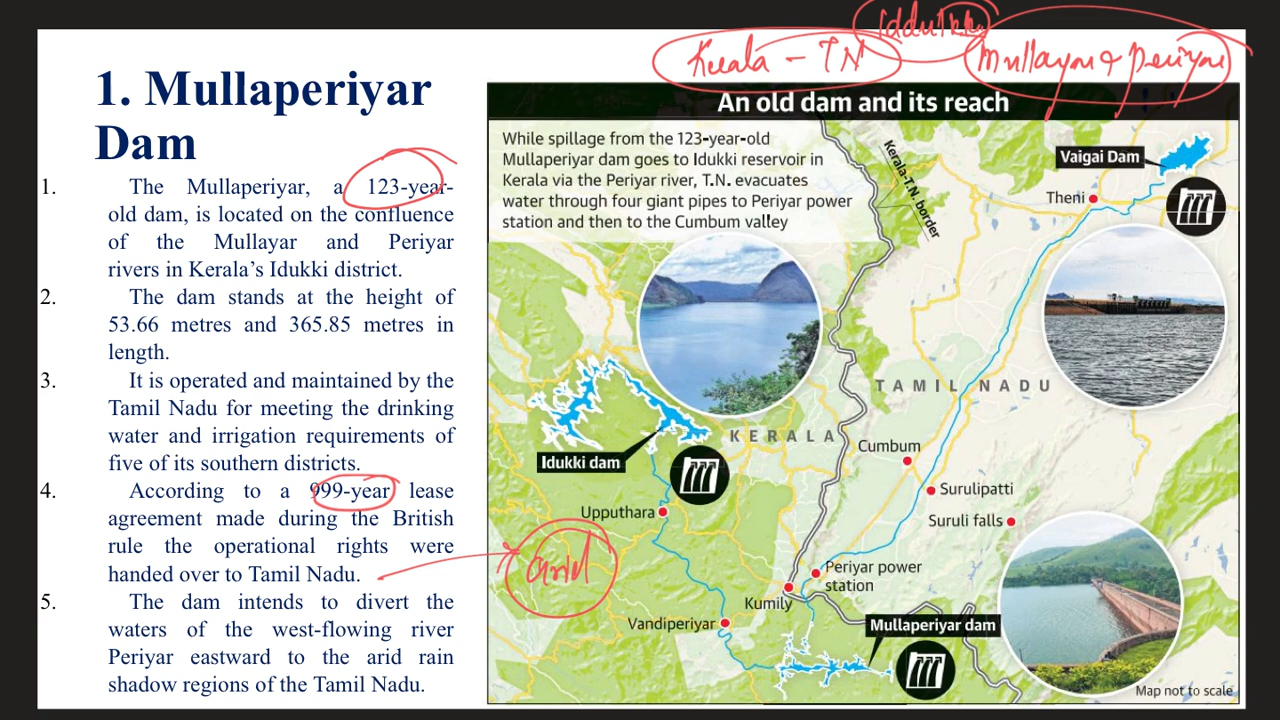 Idduki
Kerala - TN
Mullayar & Periyar
1. Mullaperiyar
Dam
1. The Mullaperiyar, a 123-year-
old dam, is located on the confluence
of the Mullayar and Periyar
rivers in Kerala's Idukki district.
2. The dam stands at the height of
53.66 metres and 365.85 metres in
length.
3. It is operated and maintained by the
Tamil Nadu for meeting the drinking
water and irrigation requirements of
five of its southern districts.
4. According to a 999-year lease
agreement made during the British
rule the operational rights were
handed over to Tamil Nadu.
5. The dam intends to divert the
waters of the west-flowing river
Periyar eastward to the arid rain
shadow regions of the Tamil Nadu.
arid
An old dam and its reach
While spillage from the 123-year-old
Mullaperiyar dam goes to Idukki reservoir in
Kerala via the Periyar river, T.N. evacuates
water through four giant pipes to Periyar power
station and then to the Cumbum valley
Kerala-T.N. border
Vaigai Dam
Theni
TAMIL NADU
KERALA
Cumbum
Idukki dam
Surulipatti
Upputhara
Suruli falls
Periyar power
station
Kumily
Vandiperiyar
Mullaperiyar dam
Map not to scale